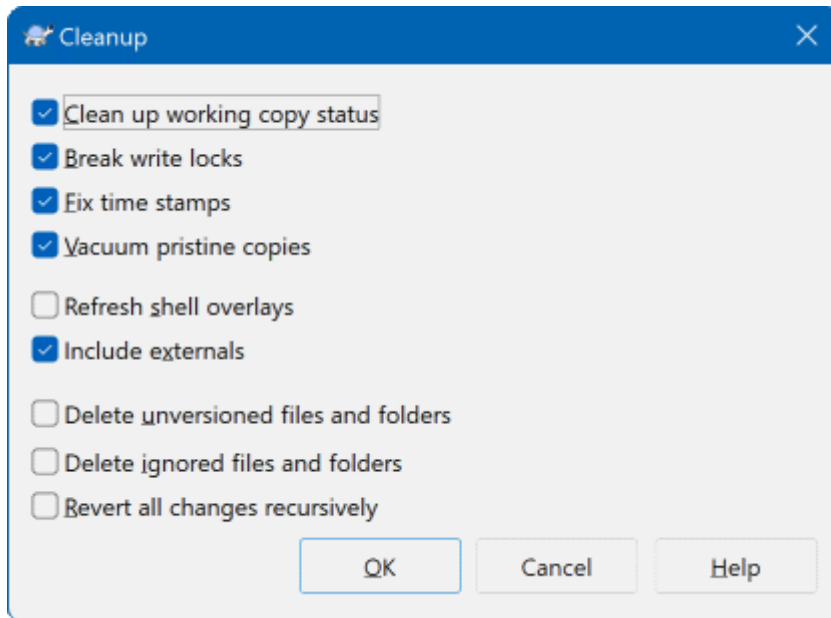 Cleanup
Clean up working copy status
Break write locks
Fix time stamps
Vacuum pristine copies
Refresh shell overlays
Include externals
Delete unversioned files and folders
Delete ignored files and folders
Revert all changes recursively
OK Cancel Help